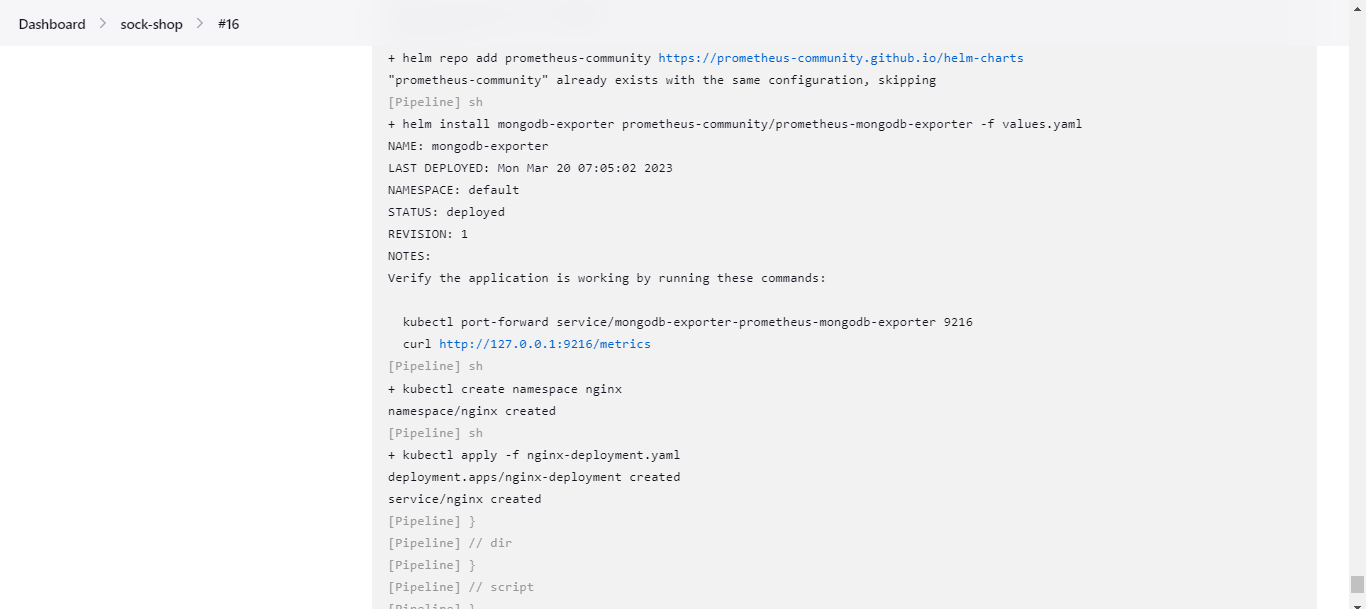 Dashboard > sock-shop > #16
+ helm repo add prometheus-community https://prometheus-community.github.io/helm-charts
"prometheus-community" already exists with the same configuration, skipping
[Pipeline] sh
+ helm install mongodb-exporter prometheus-community/prometheus-mongodb-exporter -f values.yaml
NAME: mongodb-exporter
LAST DEPLOYED: Mon Mar 20 07:05:02 2023
NAMESPACE: default
STATUS: deployed
REVISION: 1
NOTES:
Verify the application is working by running these commands:
kubectl port-forward service/mongodb-exporter-prometheus-mongodb-exporter 9216
curl http://127.0.0.1:9216/metrics
[Pipeline] sh
+ kubectl create namespace nginx
namespace/nginx created
[Pipeline] sh
+ kubectl apply -f nginx-deployment.yaml
deployment.apps/nginx-deployment created
service/nginx created
[Pipeline] }
[Pipeline] // dir
[Pipeline] }
[Pipeline] // script
[Pipeline] }